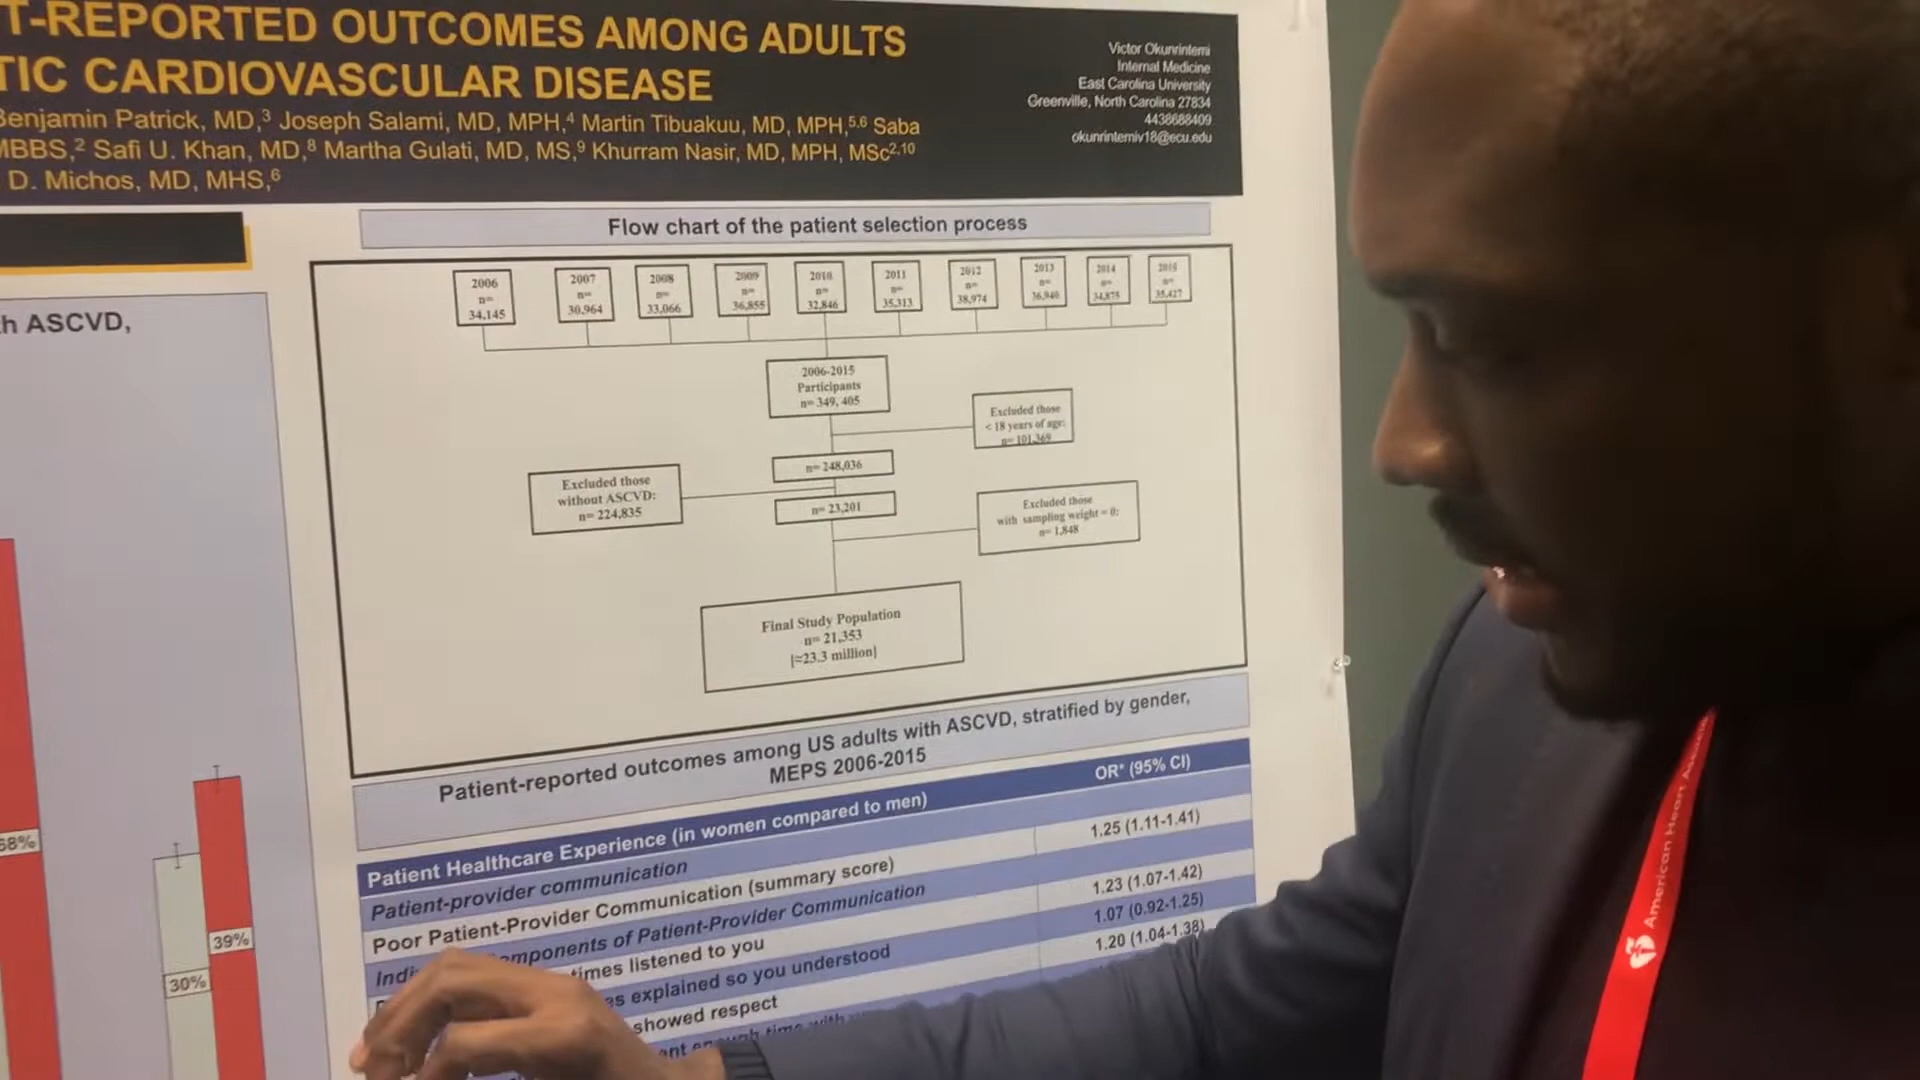 T-REPORTED OUTCOMES AMONG ADULTS
TIC CARDIOVASCULAR DISEASE
Benjamin Patrick, MD,3 Joseph Salami, MD, MPH,4 Martin Tibuakuu, MD, MPH,5,6 Saba
MBBS,2 Safi U. Khan, MD,8 Martha Gulati, MD, MS,9 Khurram Nasir, MD, MPH, MSc2,10
D. Michos, MD, MHS,6
Victor Okunrintemi
Internal Medicine
East Carolina University
Greenville, North Carolina 27834
4438688409
okunrintemiv18@ecu.edu
h ASCVD,
68%
30%
39%
Flow chart of the patient selection process
2006
n=
34,145
2007
n=
30,964
2008
n=
33,066
2009
n=
36,855
2010
n=
32,846
2011
n=
35,313
2012
n=
38,974
2013
n=
36,940
2014
n=
34,875
2015
n=
35,427
2006-2015
Participants
n= 349, 405
Excluded those
< 18 years of age:
n= 101,369
n= 248,036
Excluded those
without ASCVD:
n= 224,835
n= 23,201
Excluded those
with sampling weight = 0:
n= 1,848
Final Study Population
n= 21,353
[≈23.3 million]
Patient-reported outcomes among US adults with ASCVD, stratified by gender,
MEPS 2006-2015
Patient Healthcare Experience (in women compared to men) OR* (95% CI)
Patient-provider communication
Poor Patient-Provider Communication (summary score) 1.25 (1.11-1.41)
Indi mponents of Patient-Provider Communication
times listened to you 1.23 (1.07-1.42)
as explained so you understood 1.07 (0.92-1.25)
showed respect 1.20 (1.04-1.38)
time with
American Heart